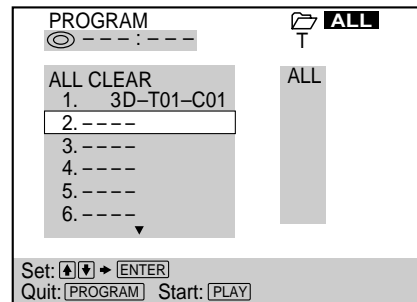 PROGRAM
ALL
– – – : – – –
T
ALL CLEAR
ALL
1. 3D–T01–C01
2. – – – –
3. – – – –
4. – – – –
5. – – – –
6. – – – –
Set: ENTER
Quit: PROGRAM Start: PLAY